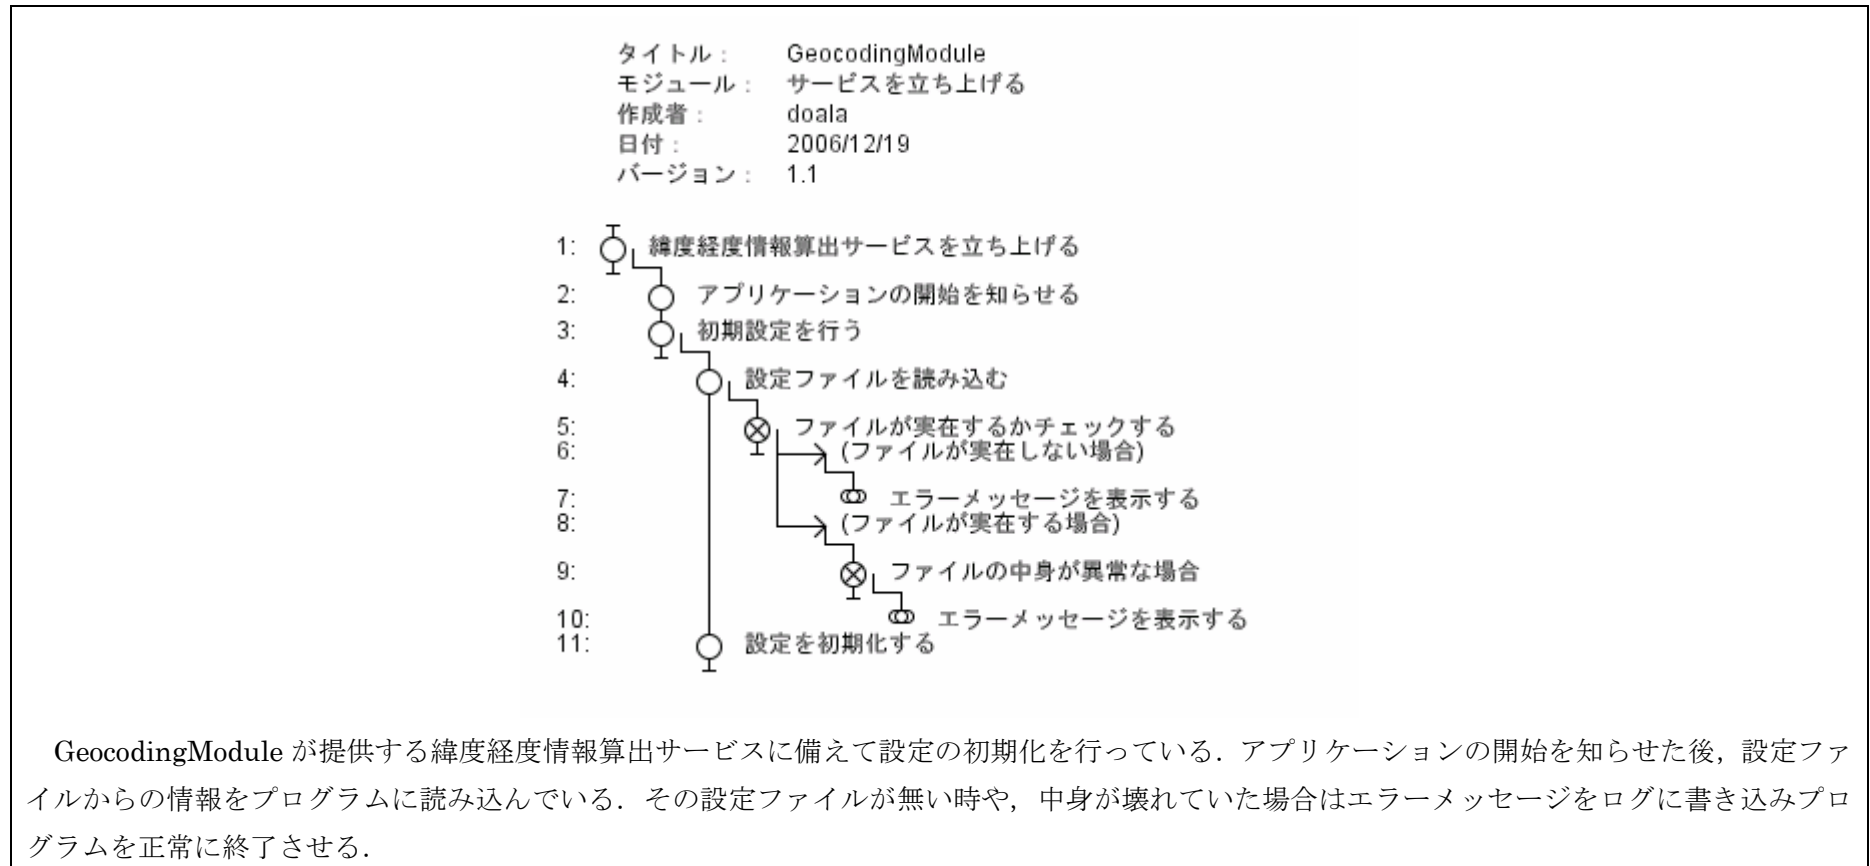 タイトル： GeocodingModule
モジュール： サービスを立ち上げる
作成者： doala
日付： 2006/12/19
バージョン： 1.1
1: 緯度経度情報算出サービスを立ち上げる
2: アプリケーションの開始を知らせる
3: 初期設定を行う
4: 設定ファイルを読み込む
5: ファイルが実在するかチェックする
6: (ファイルが実在しない場合)
7: エラーメッセージを表示する
8: (ファイルが実在する場合)
9: ファイルの中身が異常な場合
10: エラーメッセージを表示する
11: 設定を初期化する
GeocodingModule が提供する緯度経度情報算出サービスに備えて設定の初期化を行っている．アプリケーションの開始を知らせた後，設定ファ
イルからの情報をプログラムに読み込んでいる．その設定ファイルが無い時や，中身が壊れていた場合はエラーメッセージをログに書き込みプロ
グラムを正常に終了させる．